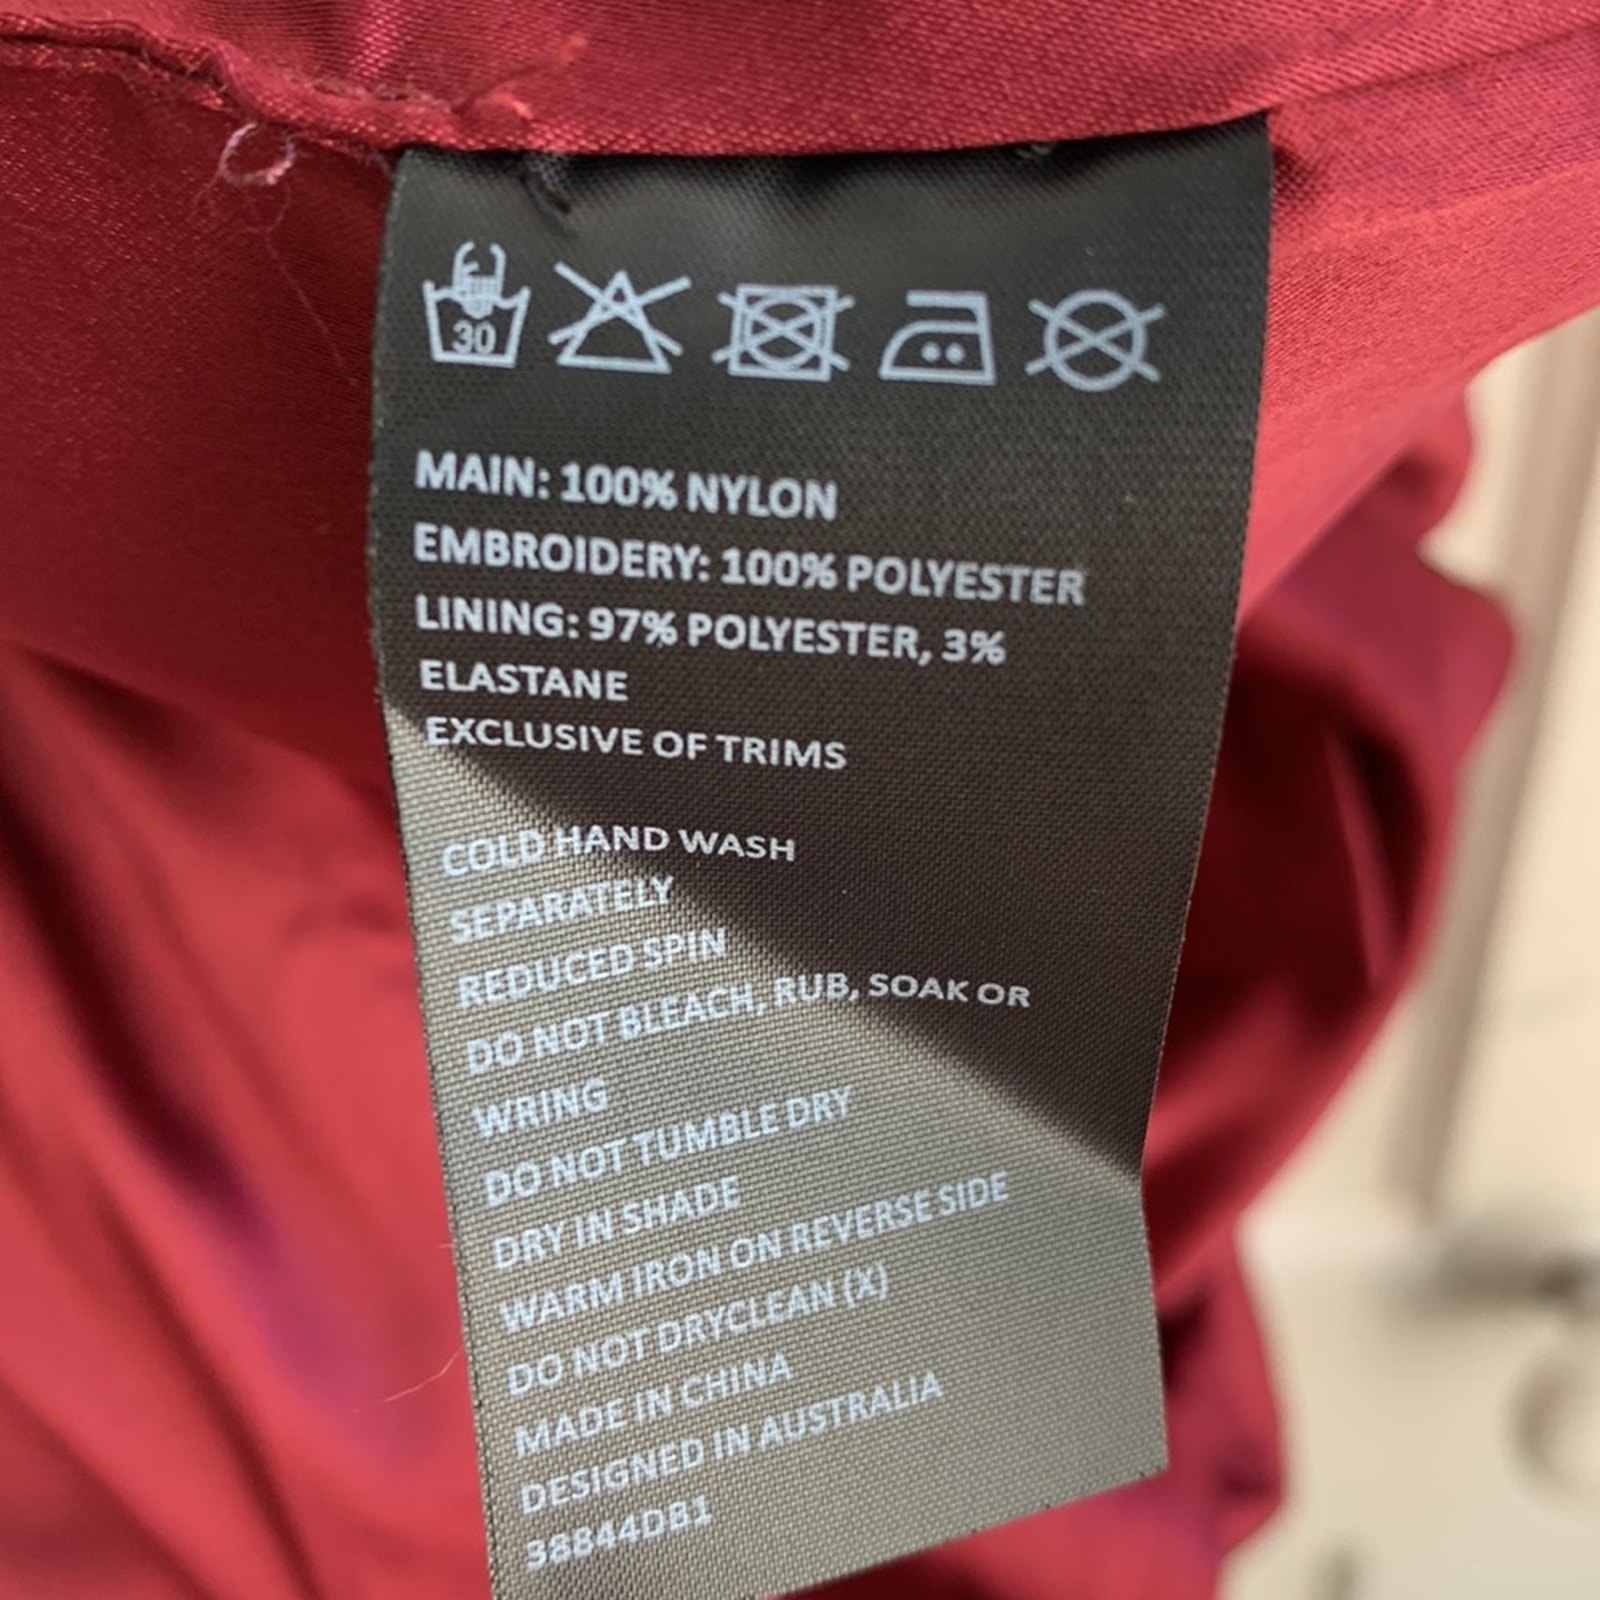 30
MAIN: 100% NYLON
EMBROIDERY: 100% POLYESTER
LINING: 97% POLYESTER, 3%
ELASTANE
EXCLUSIVE OF TRIMS
COLD HAND WASH
SEPARATELY
REDUCED SPIN
DO NOT BLEACH, RUB, SOAK OR
WRING
DO NOT TUMBLE DRY
DRY IN SHADE
WARM IRON ON REVERSE SIDE
DO NOT DRYCLEAN (X)
MADE IN CHINA
DESIGNED IN AUSTRALIA
38844DB1